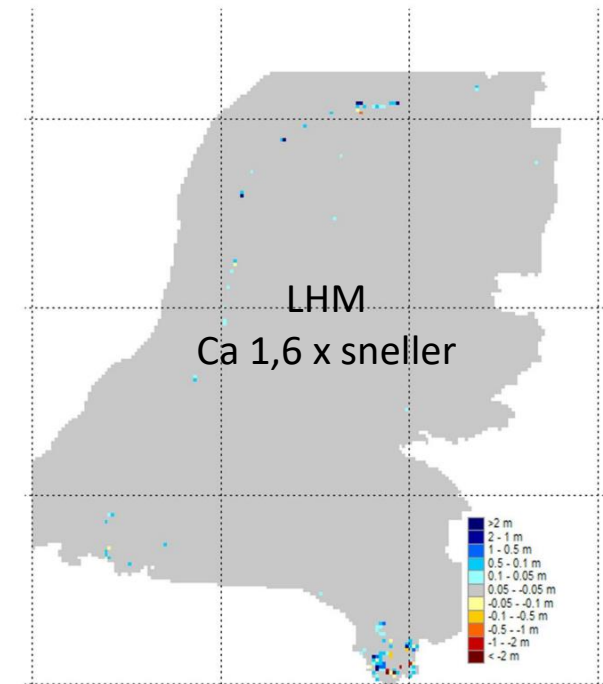 LHM
Ca 1,6 x sneller
>2 m
2 - 1 m
1 - 0.5 m
0.5 - 0.1 m
0.1 - 0.05 m
0.05 - -0.05 m
-0.05 - -0.1 m
-0.1 - -0.5 m
-0.5 - -1 m
-1 - -2 m
< -2 m